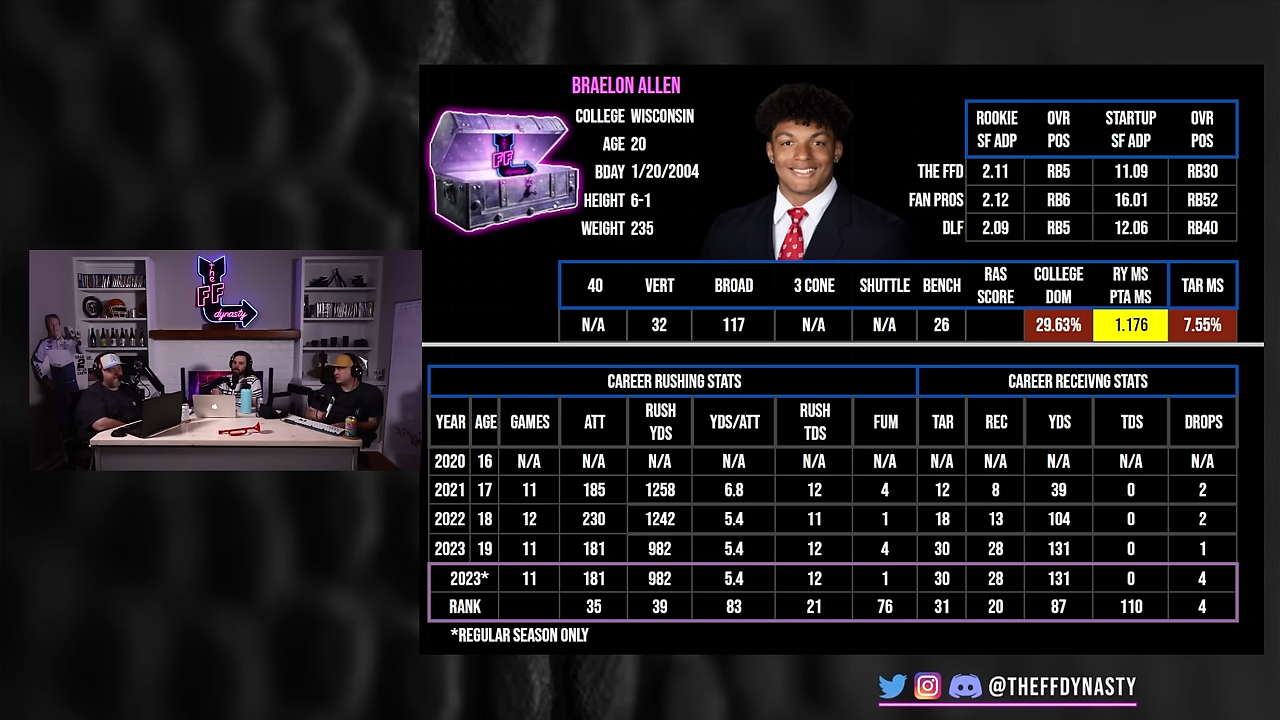 BRAELON ALLEN
COLLEGE WISCONSIN
AGE 20
BDAY 1/20/2004
HEIGHT 6-1
WEIGHT 235
FF
dynasty
ROOKIE SF ADP OVR POS STARTUP SF ADP OVR POS
THE FFD 2.11 RB5 11.09 RB30
FAN PROS 2.12 RB6 16.01 RB52
DLF 2.09 RB5 12.06 RB40
40 VERT BROAD 3 CONE SHUTTLE BENCH RAS SCORE COLLEGE DOM RY MS PTA MS TAR MS
N/A 32 117 N/A N/A 26 29.63% 1.176 7.55%
the
FF
dynasty
CAREER RUSHING STATS CAREER RECEIVNG STATS
YEAR AGE GAMES ATT RUSH YDS YDS/ATT RUSH TDS FUM TAR REC YDS TDS DROPS
2020 16 N/A N/A N/A N/A N/A N/A N/A N/A N/A N/A N/A
2021 17 11 185 1258 6.8 12 4 12 8 39 0 2
2022 18 12 230 1242 5.4 11 1 18 13 104 0 2
2023 19 11 181 982 5.4 12 4 30 28 131 0 1
2023* 11 181 982 5.4 12 1 30 28 131 0 4
RANK 35 39 83 21 76 31 20 87 110 4
*REGULAR SEASON ONLY
@THEFFDYNASTY